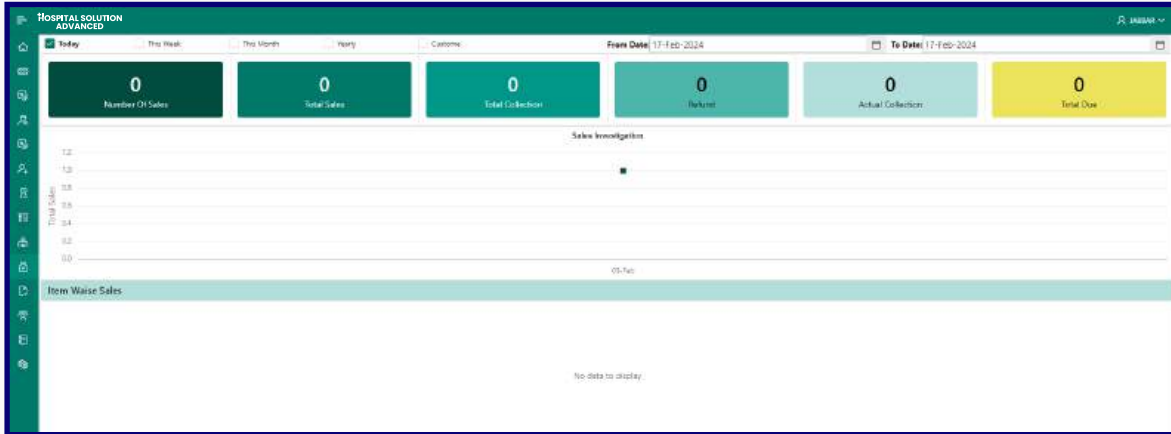 HOSPITAL SOLUTION
ADVANCED
JABBAR
Today This Week This Month Yearly Custome From Date 17-Feb-2024 To Date: 17-Feb-2024
0 0 0 0 0 0
Number Of Sales Total Sales Total Collection Refund Actual Collection Total Due
Sales Investigation
1.2
1.0
0.8
0.6
0.4
0.2
0.0
Total Sales
05-Feb
Item Waise Sales
No data to display